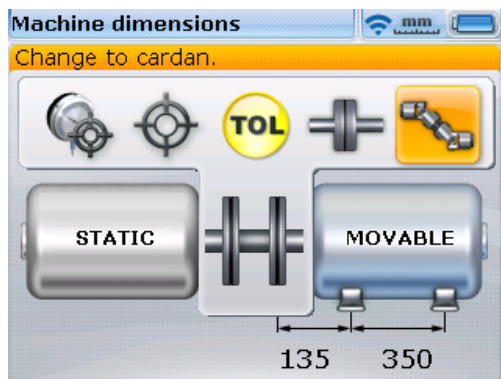 Machine dimensions mm
Change to cardan.
TOL
STATIC MOVABLE
135 350